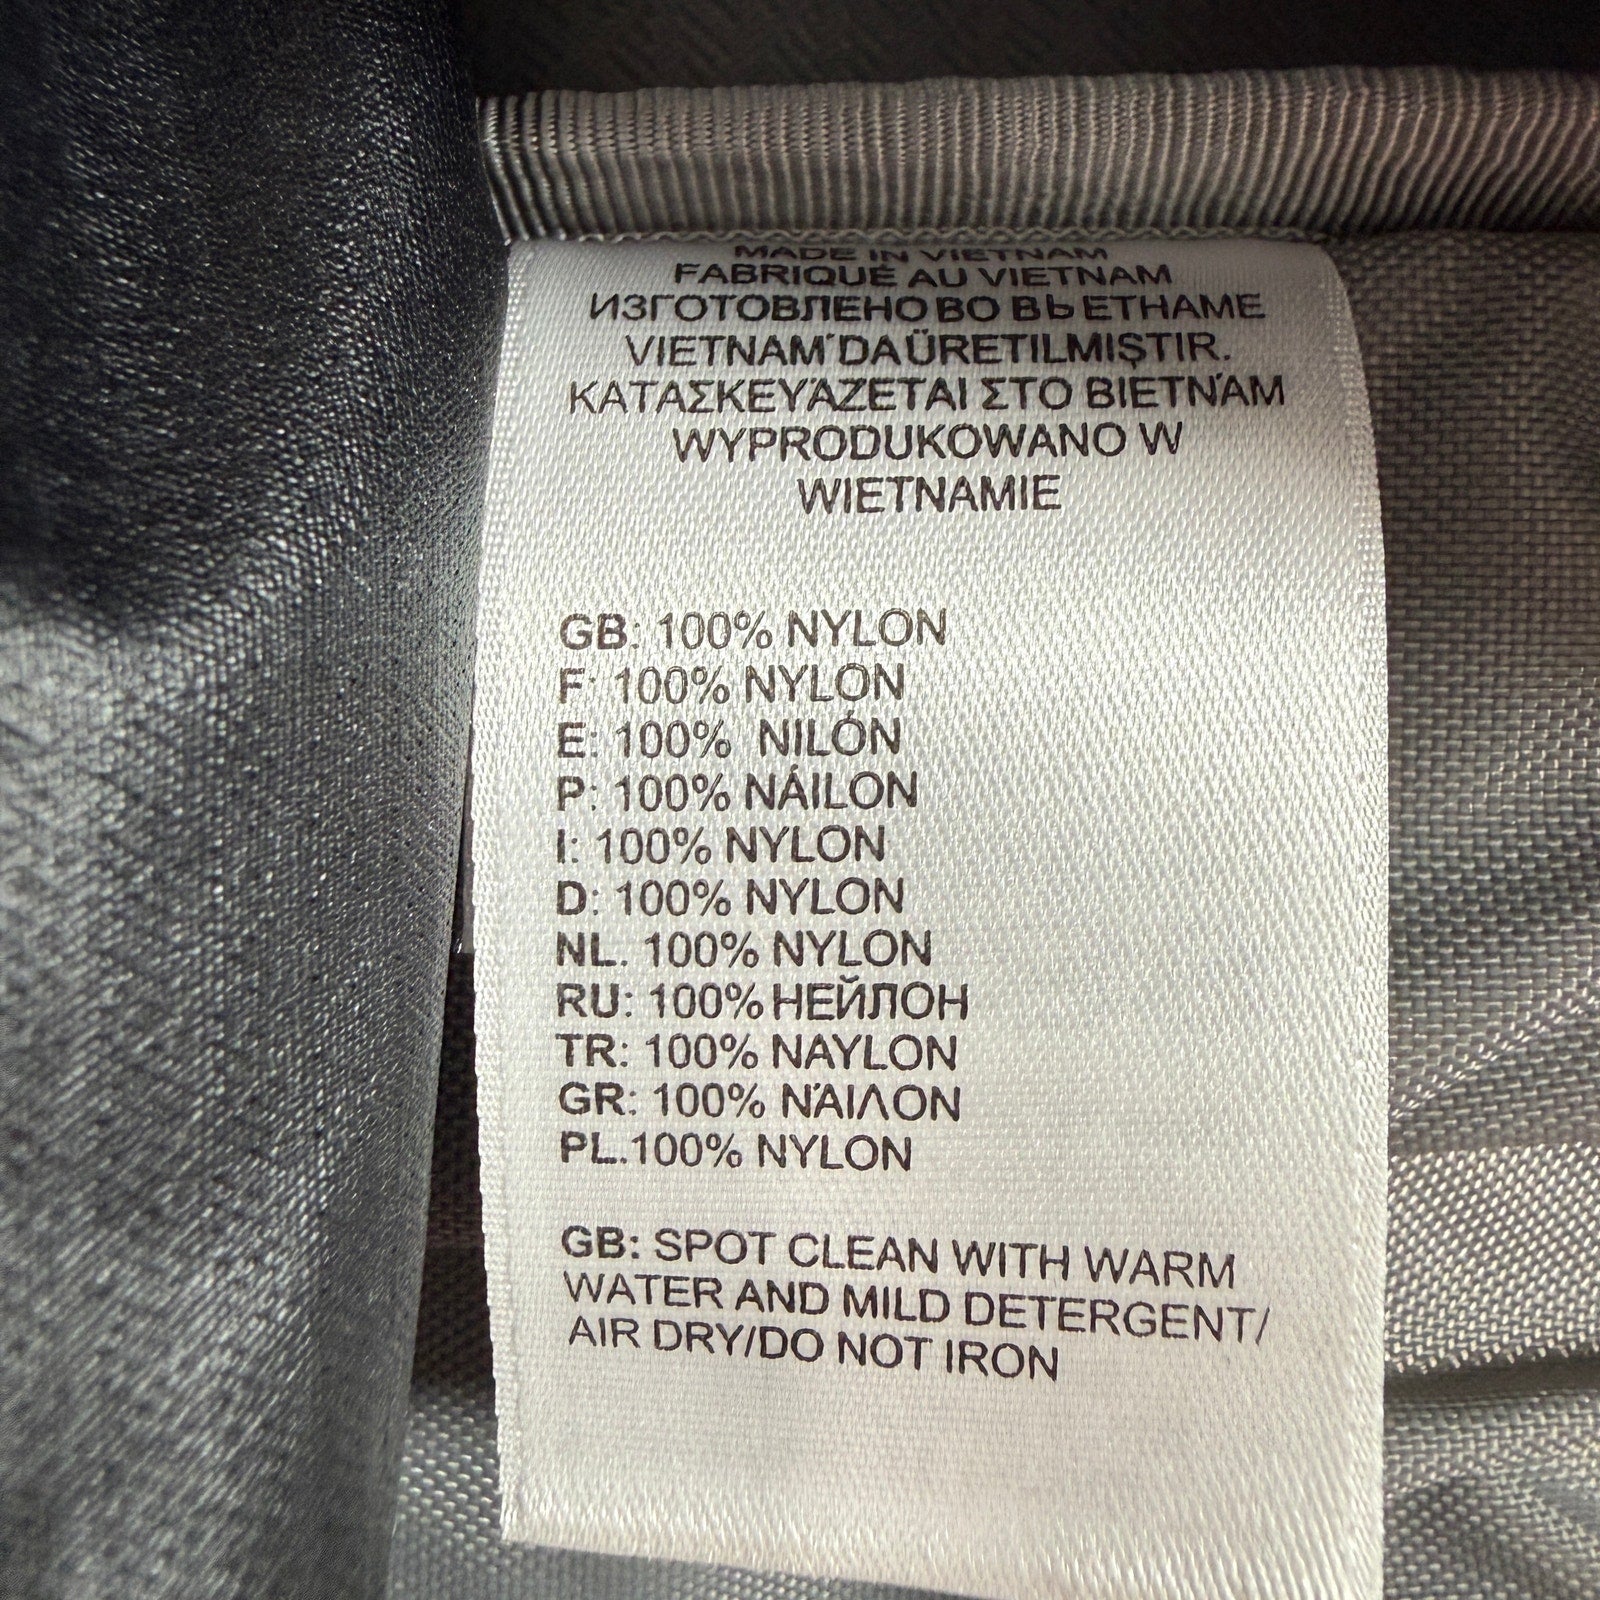 MADE IN VIETNAM
FABRIQUÉ AU VIETNAM
ИЗГОТОВЛЕНО ВО ВЬЕТНАМЕ
VIETNAM'DA ÜRETILMIŞTIR.
ΚΑΤΑΣΚΕΥΆΖΕΤΑΙ ΣΤΟ ΒΙΕΤΝΆΜ
WYPRODUKOWANO W
WIETNAMIE
GB: 100% NYLON
F: 100% NYLON
E: 100% NILÓN
P: 100% NÁILON
I: 100% NYLON
D: 100% NYLON
NL. 100% NYLON
RU: 100% НЕЙЛОН
TR: 100% NAYLON
GR: 100% ΝΆΙΛΟΝ
PL.100% NYLON
GB: SPOT CLEAN WITH WARM
WATER AND MILD DETERGENT/
AIR DRY/DO NOT IRON